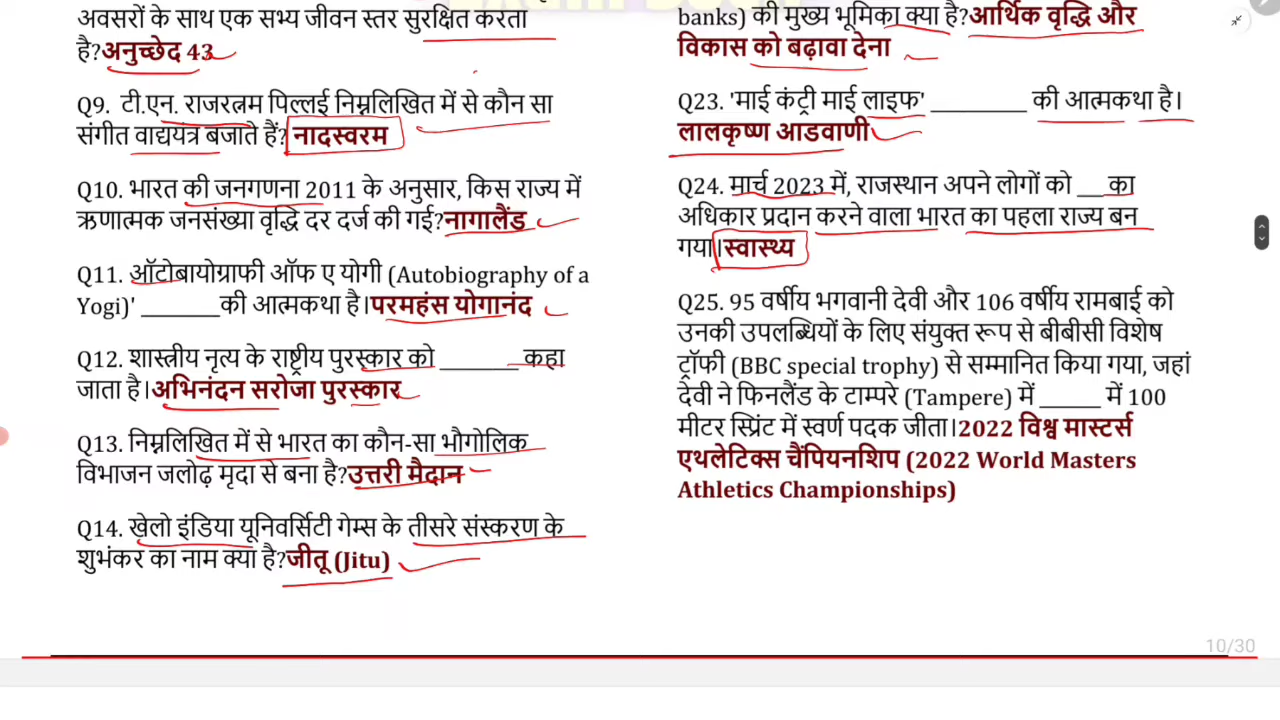 अवसरों के साथ एक सभ्य जीवन स्तर सुरक्षित करता
है?अनुच्छेद 43
Q9. टी.एन. राजरत्नम पिल्लई निम्नलिखित में से कौन सा
संगीत वाद्ययंत्र बजाते हैं? नादस्वरम
Q10. भारत की जनगणना 2011 के अनुसार, किस राज्य में
ऋणात्मक जनसंख्या वृद्धि दर दर्ज की गई?नागालैंड
Q11. ऑटोबायोग्राफी ऑफ ए योगी (Autobiography of a
Yogi)' ________की आत्मकथा है।परमहंस योगानंद
Q12. शास्त्रीय नृत्य के राष्ट्रीय पुरस्कार को ________ कहा
जाता है।अभिनंदन सरोजा पुरस्कार
Q13. निम्नलिखित में से भारत का कौन-सा भौगोलिक
विभाजन जलोढ़ मृदा से बना है?उत्तरी मैदान
Q14. खेलो इंडिया यूनिवर्सिटी गेम्स के तीसरे संस्करण के
शुभंकर का नाम क्या है?जीतू (Jitu)
banks) की मुख्य भूमिका क्या है?आर्थिक वृद्धि और
विकास को बढ़ावा देना
Q23. 'माई कंट्री माई लाइफ' __________ की आत्मकथा है।
लालकृष्ण आडवाणी
Q24. मार्च 2023 में, राजस्थान अपने लोगों को ___का
अधिकार प्रदान करने वाला भारत का पहला राज्य बन
गया।स्वास्थ्य
Q25. 95 वर्षीय भगवानी देवी और 106 वर्षीय रामबाई को
उनकी उपलब्धियों के लिए संयुक्त रूप से बीबीसी विशेष
ट्रॉफी (BBC special trophy) से सम्मानित किया गया, जहां
देवी ने फिनलैंड के टाम्परे (Tampere) में ______ में 100
मीटर स्प्रिंट में स्वर्ण पदक जीता।2022 विश्व मास्टर्स
एथलेटिक्स चैंपियनशिप (2022 World Masters
Athletics Championships)
10/30